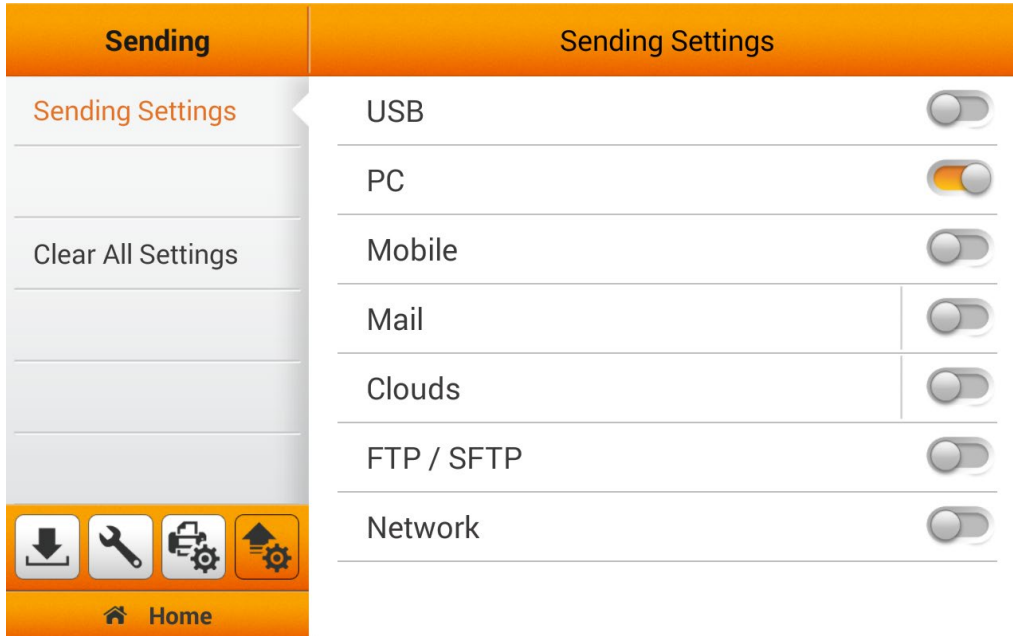 Sending
Sending Settings
Sending Settings
Clear All Settings
USB
PC
Mobile
Mail
Clouds
FTP / SFTP
Network
Home